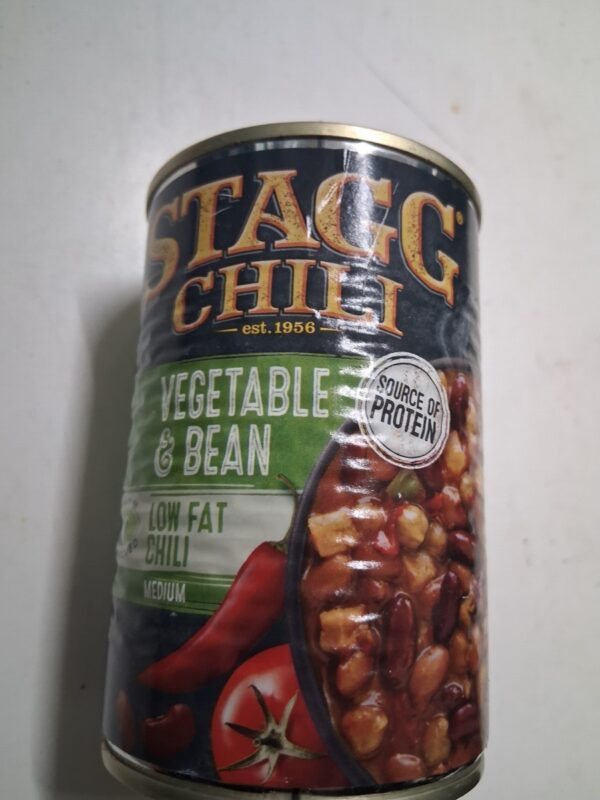 STAGG
CHILI
est. 1956
VEGETABLE
& BEAN
SOURCE OF
PROTEIN
LOW FAT
CHILI
MEDIUM